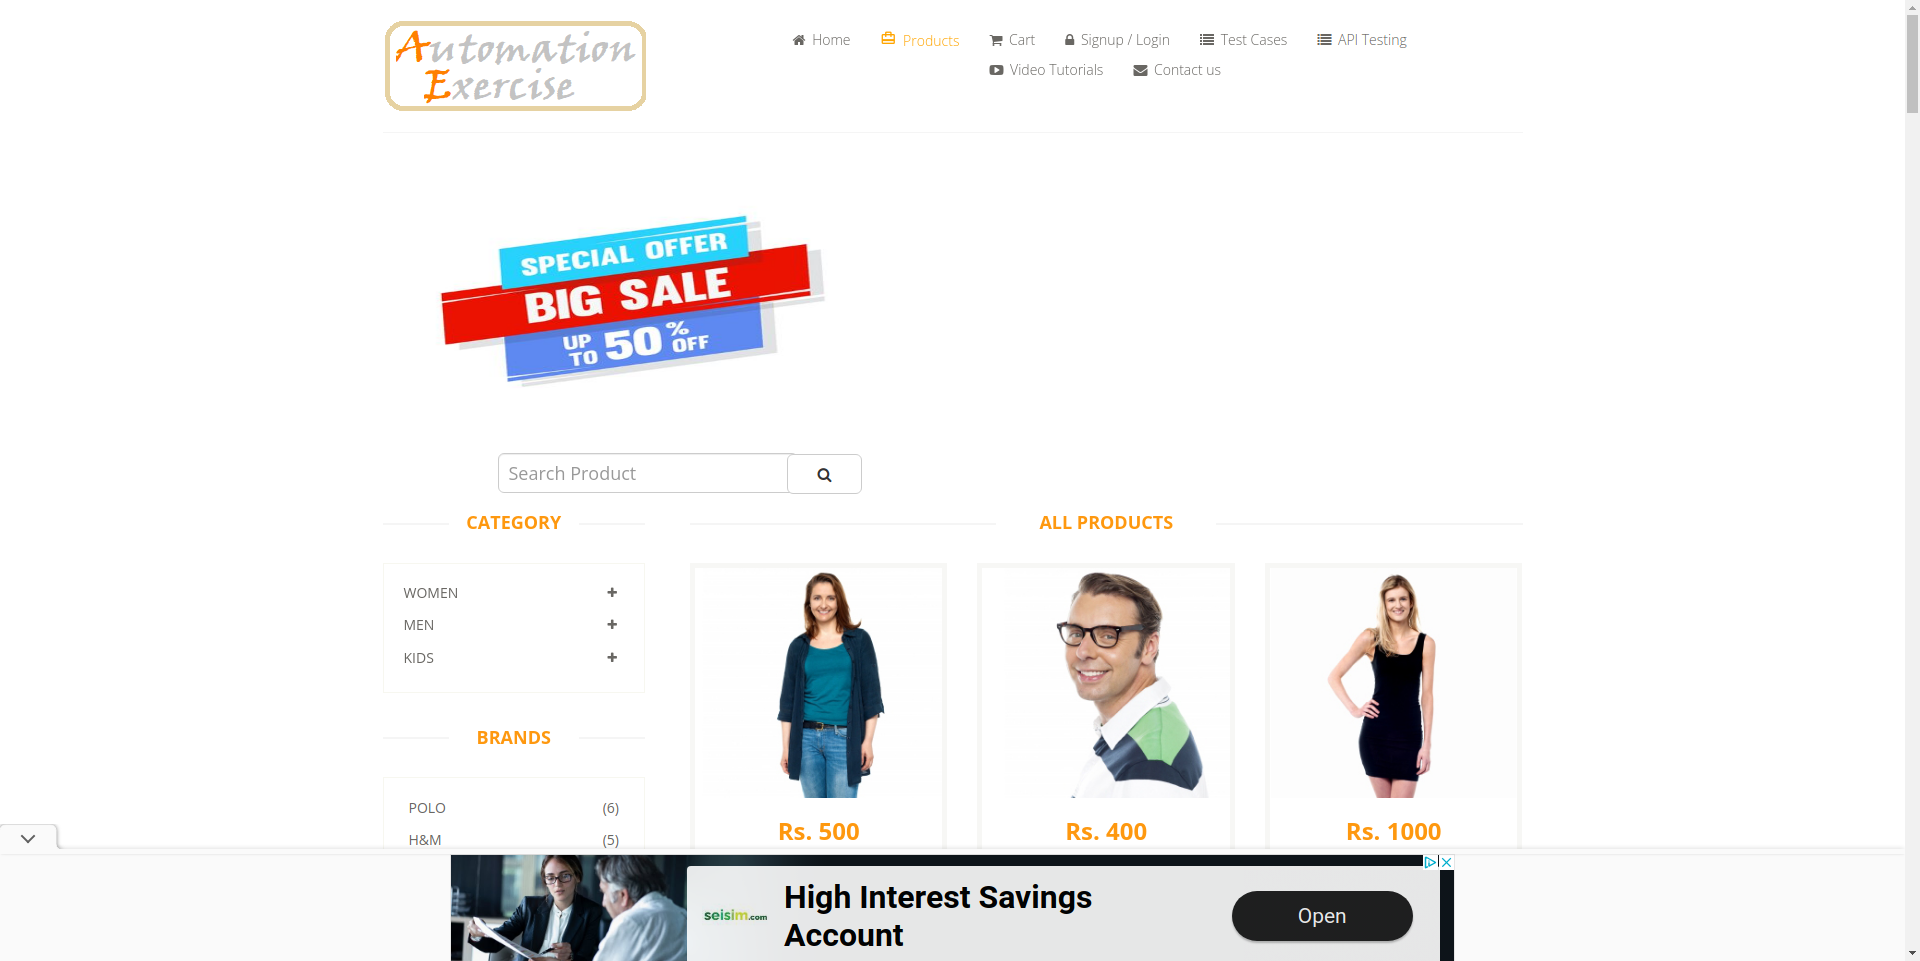 Automation
Exercise
Home
Products
Cart
Signup / Login
Test Cases
API Testing
Video Tutorials
Contact us
SPECIAL OFFER
BIG SALE
UP TO 50% OFF
Search Product
CATEGORY
ALL PRODUCTS
WOMEN
MEN
KIDS
BRANDS
POLO (6)
H&M (5)
Rs. 500
Rs. 400
Rs. 1000
seisim.com
High Interest Savings
Account
Open